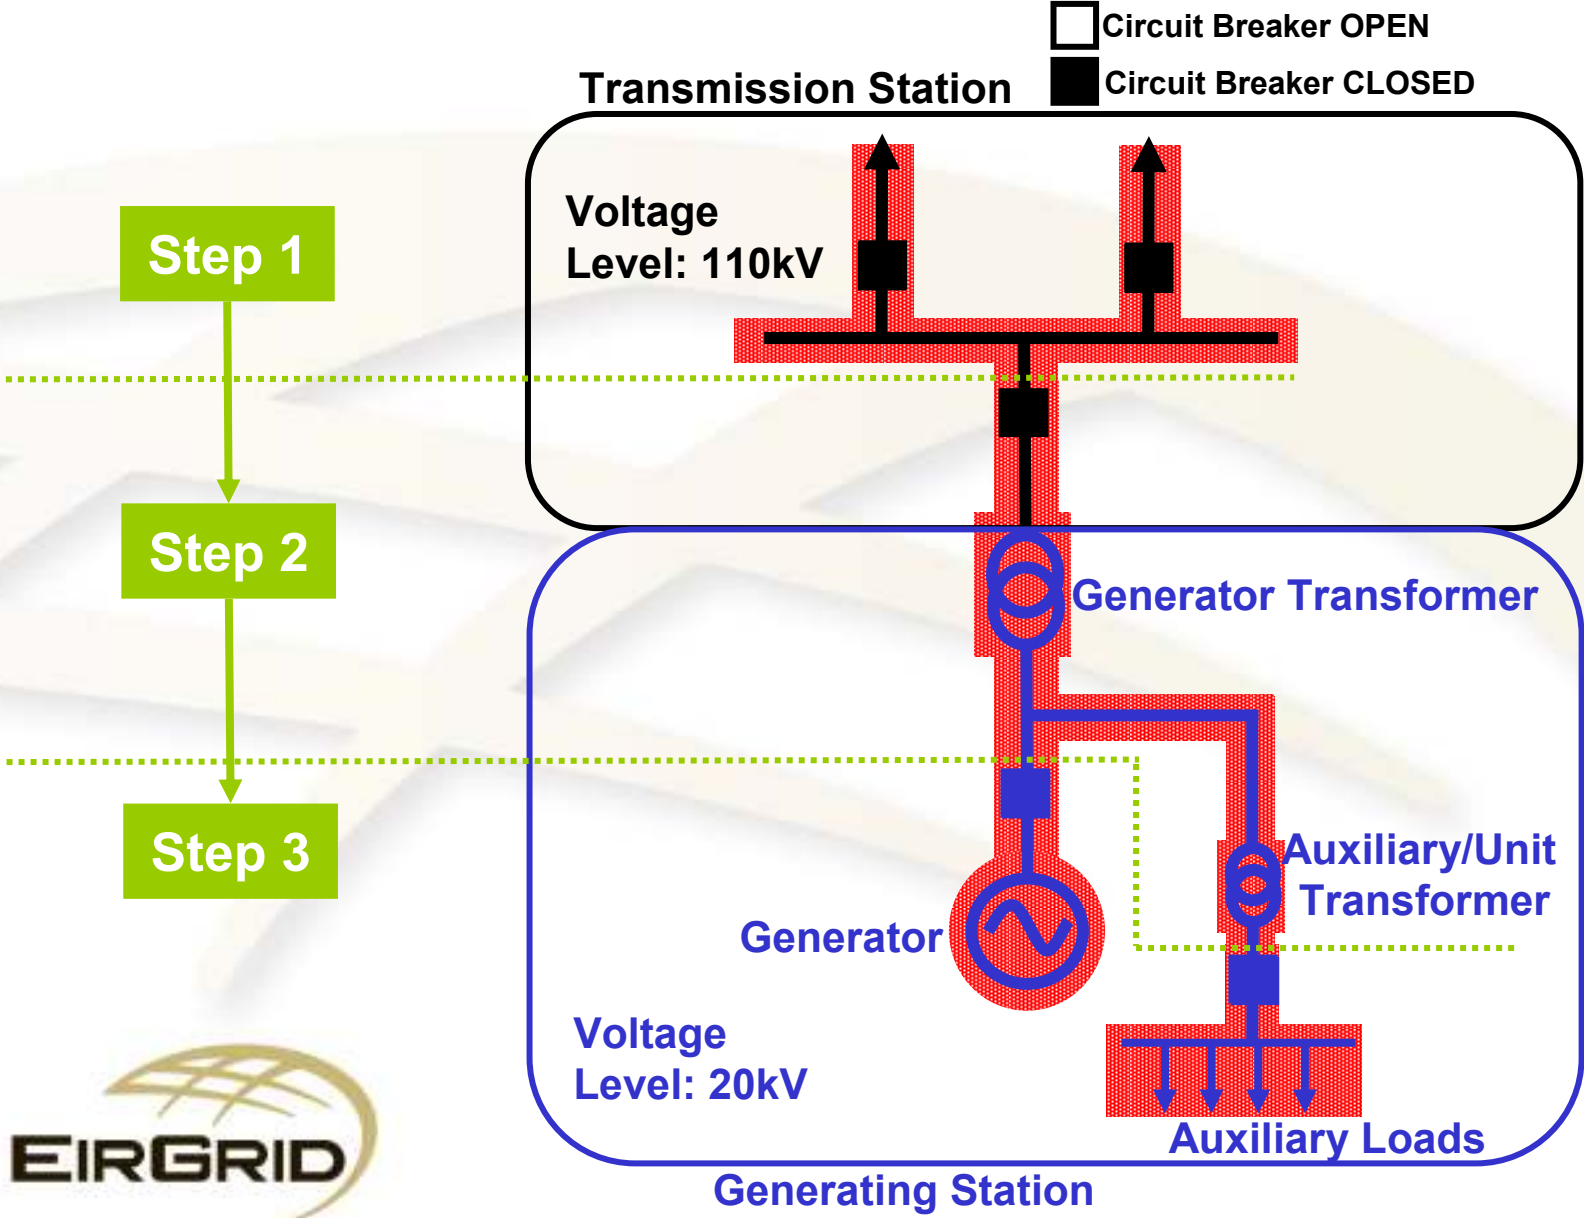 Circuit Breaker OPEN
Circuit Breaker CLOSED
Transmission Station
Voltage
Level: 110kV
Step 1
Step 2
Generator Transformer
Step 3
Auxiliary/Unit
Transformer
Generator
Voltage
Level: 20kV
Auxiliary Loads
EIRGRID
Generating Station